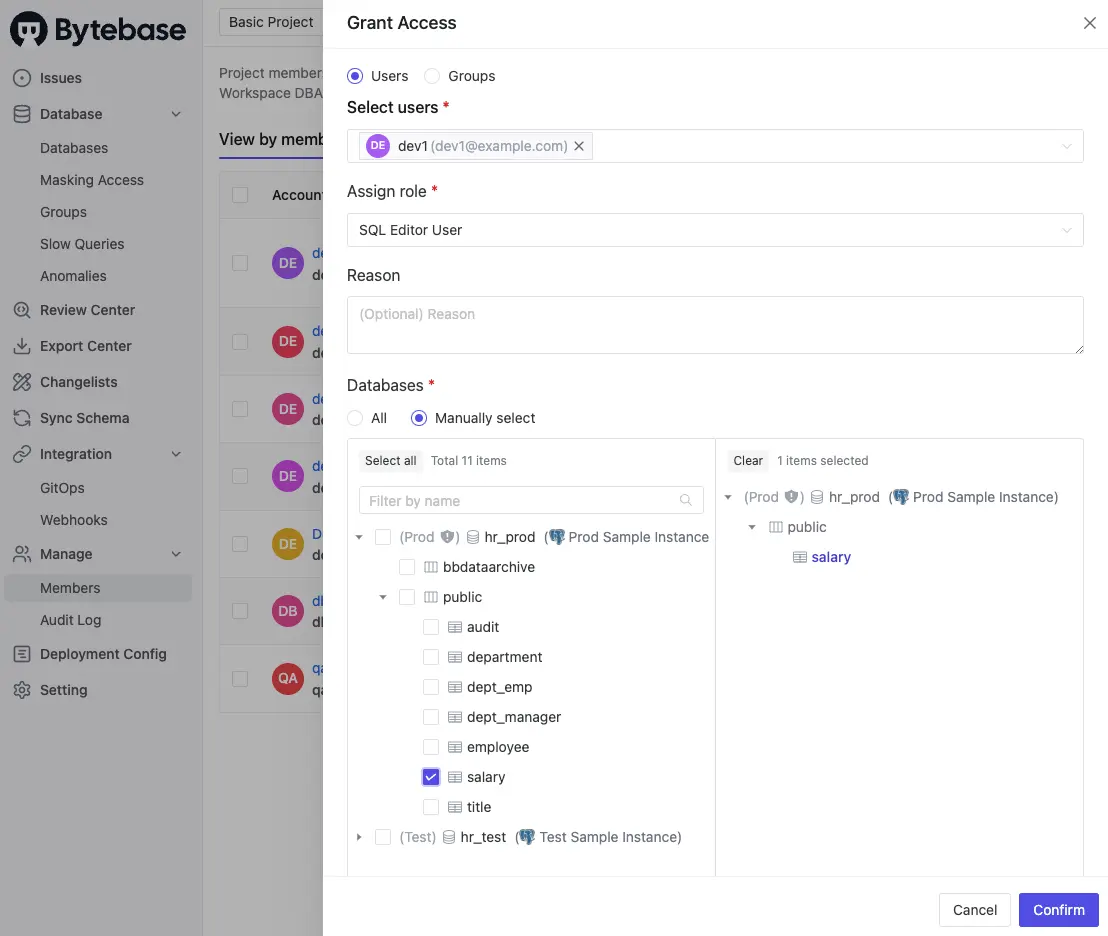 Bytebase
Issues
Database
Databases
Masking Access
Groups
Slow Queries
Anomalies
Review Center
Export Center
Changelists
Sync Schema
Integration
GitOps
Webhooks
Manage
Members
Audit Log
Deployment Config
Setting
Basic Project
Project member
Workspace DBA
View by memb
Accoun
DE
de
de
DE
de
de
DE
de
de
DE
de
de
DE
D
de
DB
dl
dl
QA
qa
qa
Grant Access
Users Groups
Select users *
DE dev1 (dev1@example.com)
Assign role *
SQL Editor User
Reason
(Optional) Reason
Databases *
All Manually select
Select all Total 11 items
Filter by name
(Prod ) hr_prod ( Prod Sample Instance
bbdataarchive
public
audit
department
dept_emp
dept_manager
employee
salary
title
(Test) hr_test ( Test Sample Instance)
Clear 1 items selected
(Prod ) hr_prod ( Prod Sample Instance)
public
salary
Cancel Confirm